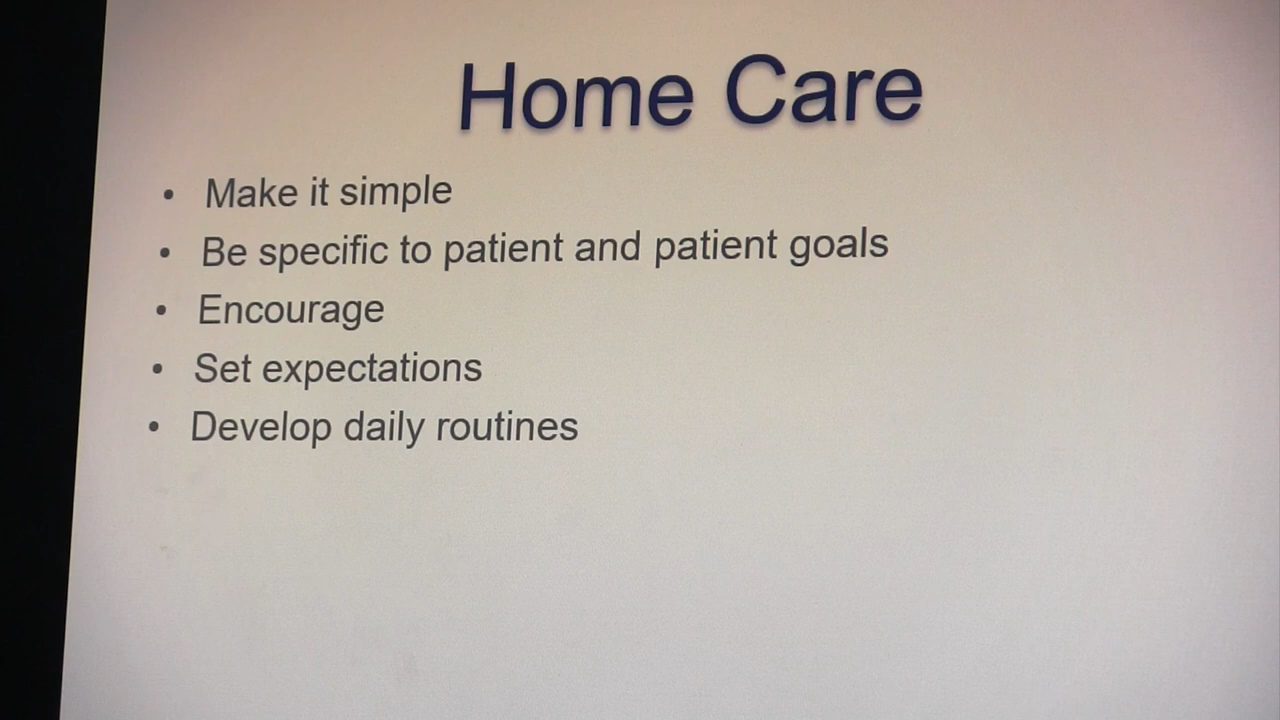 Home Care
• Make it simple
• Be specific to patient and patient goals
• Encourage
• Set expectations
• Develop daily routines